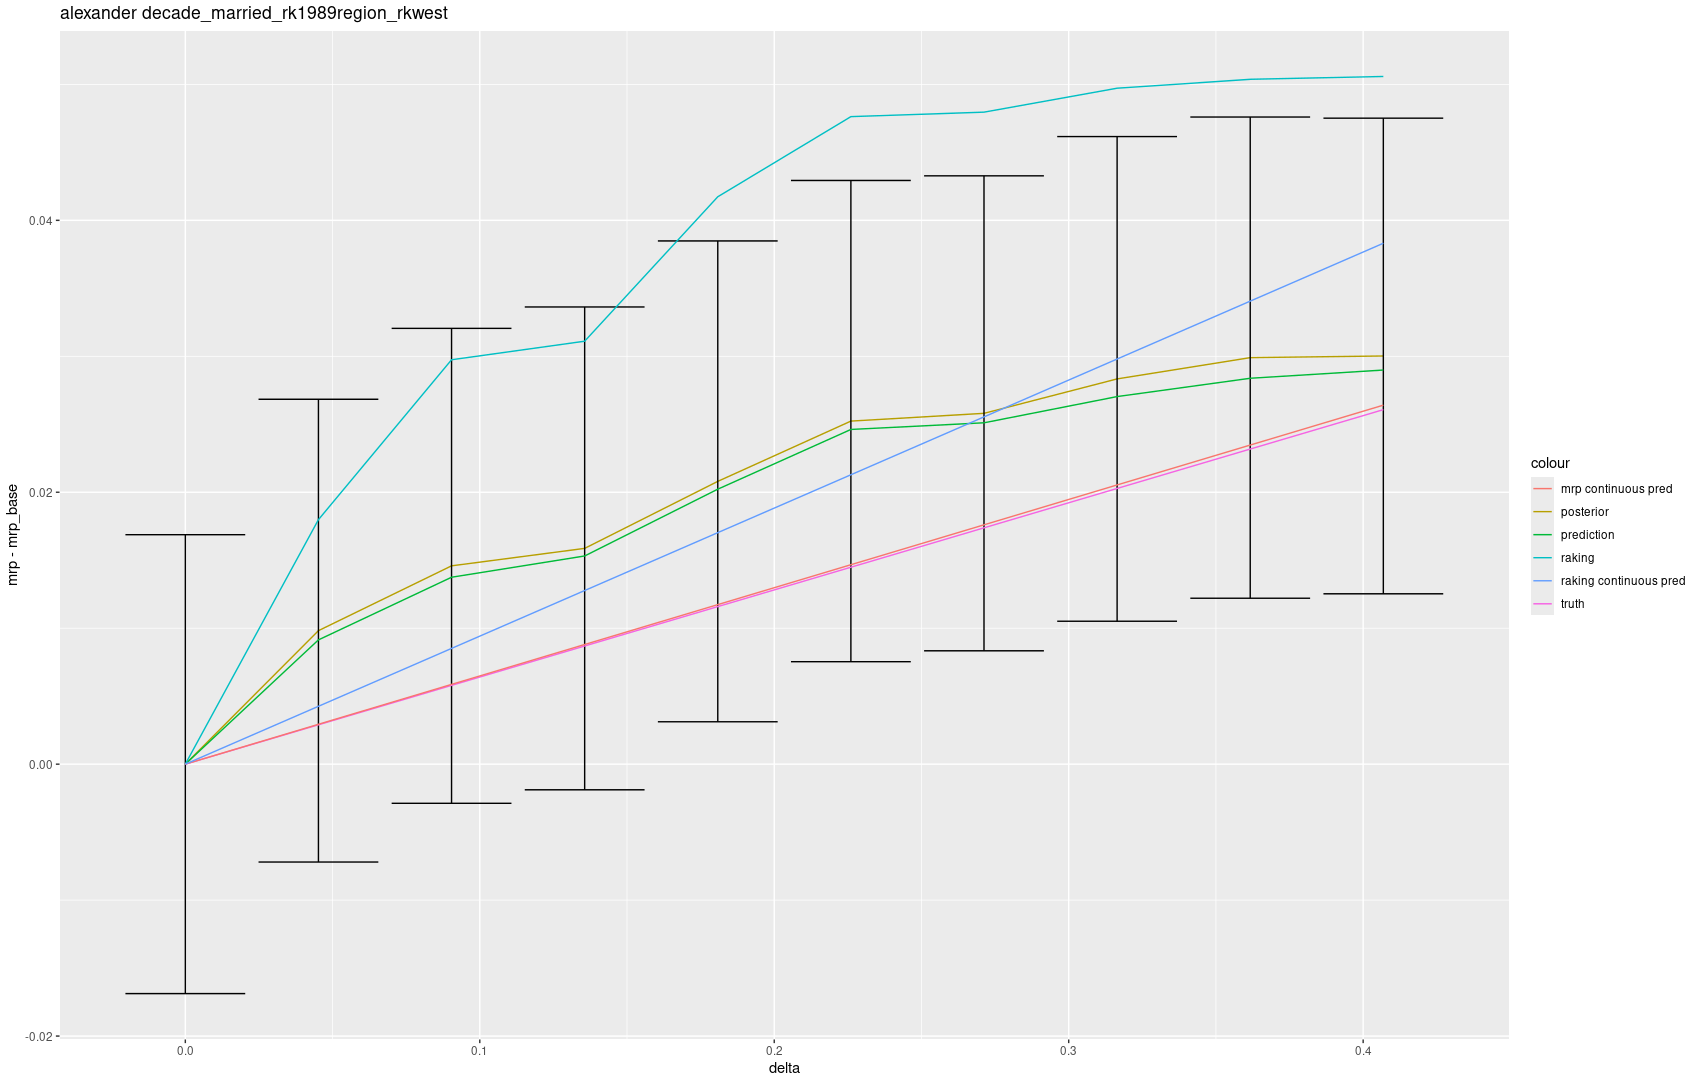 alexander decade_married_rk1989region_rkwest
mrp - mrp_base
0.04
0.02
0.00
-0.02
0.0
0.1
0.2
0.3
0.4
delta
colour
mrp continuous pred
posterior
prediction
raking
raking continuous pred
truth